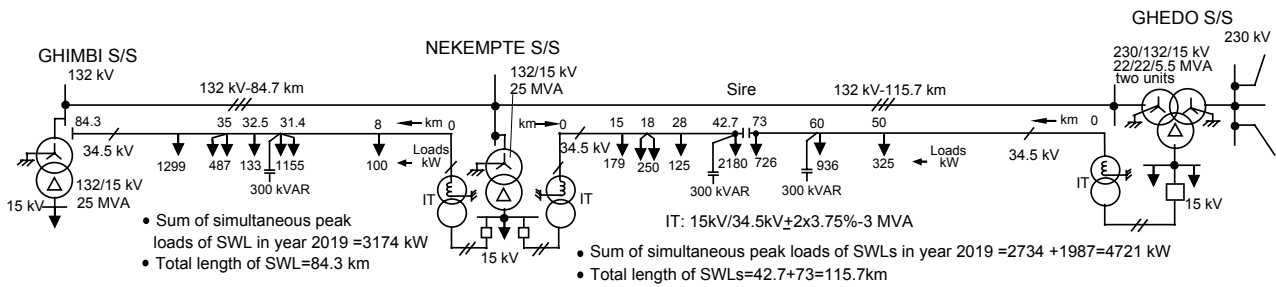 GHEDO S/S
GHIMBI S/S
NEKEMPTE S/S
230/132/15 kV
22/22/5.5 MVA
two units
230 kV
132 kV
132/15 kV
25 MVA
132 kV-84.7 km
Sire
132 kV-115.7 km
84.3
35
32.5
31.4
8
km
0
km
0
15
18
28
42.7
73
60
50
km
0
34.5 kV
34.5 kV
34.5 kV
1299
487
133
1155
100
Loads
kW
179
250
125
2180
726
936
325
Loads
kW
300 kVAR
300 kVAR
300 kVAR
132/15 kV
25 MVA
15 kV
IT
IT
IT
15 kV
15 kV
IT: 15kV/34.5kV±2x3.75%-3 MVA
• Sum of simultaneous peak
loads of SWL in year 2019 =3174 kW
• Total length of SWL=84.3 km
• Sum of simultaneous peak loads of SWLs in year 2019 =2734 +1987=4721 kW
• Total length of SWLs=42.7+73=115.7km